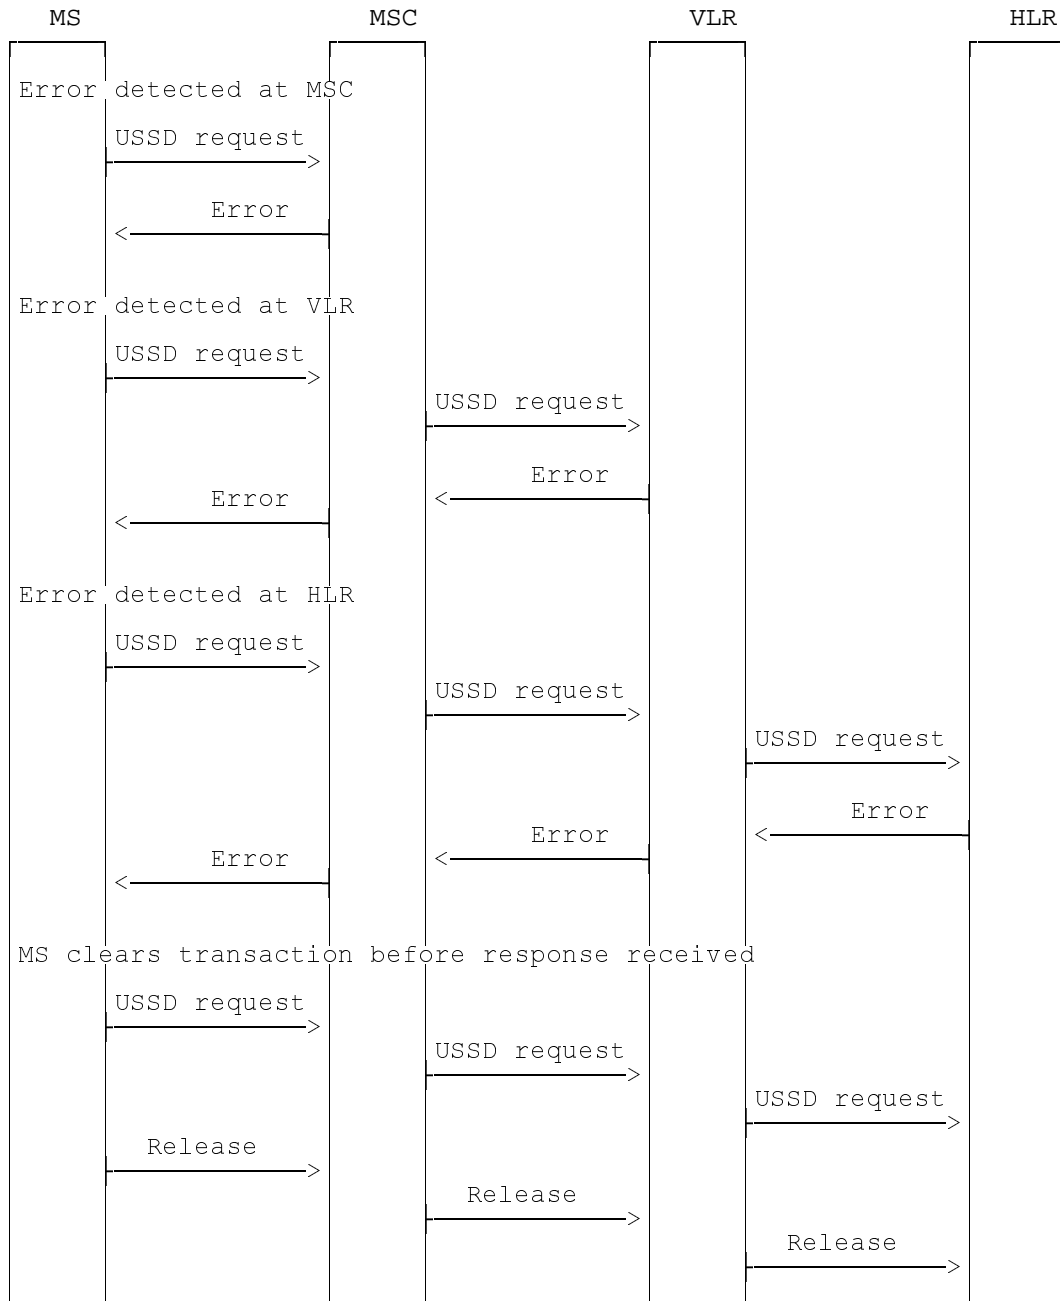 MS MSC VLR HLR
Error detected at MSC
USSD request
Error
Error detected at VLR
USSD request
USSD request
Error
Error
Error detected at HLR
USSD request
USSD request
USSD request
Error
Error
Error
MS clears transaction before response received
USSD request
USSD request
USSD request
Release
Release
Release